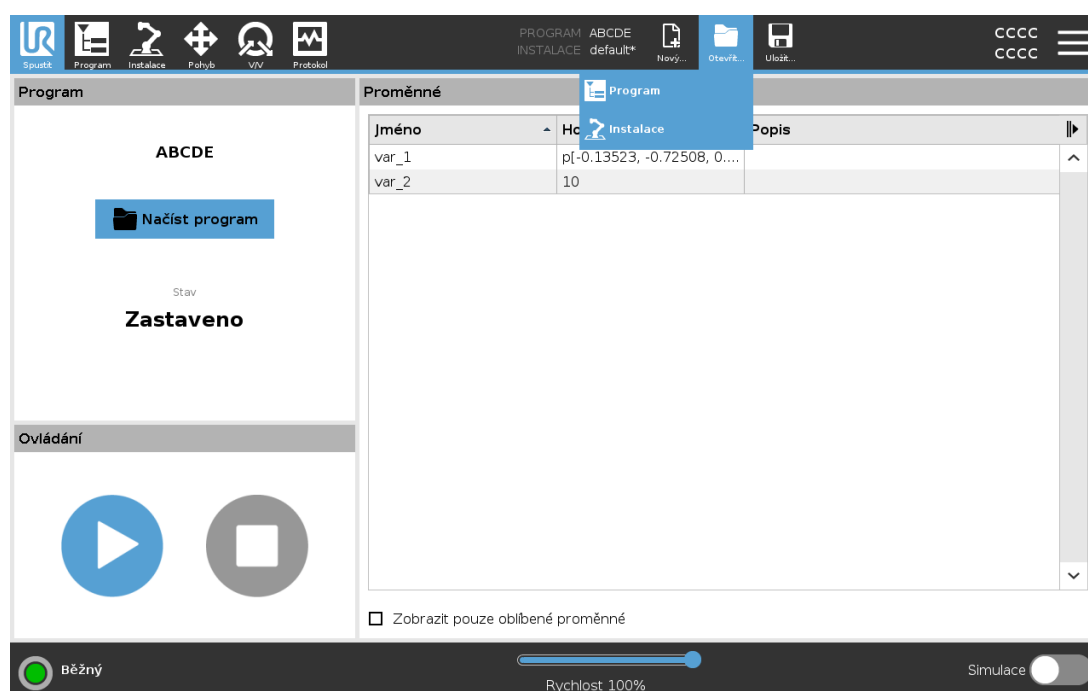 PROGRAM ABCDE
INSTALACE default*
CCCC
CCCC
Spustit Program Instalace Pohyb V/V Protokol Nový... Otevřít... Uložit...
Program
Instalace
Program
ABCDE
Načíst program
Stav
Zastaveno
Ovládání
Proměnné
Jméno Ho Popis
var_1 p[-0.13523, -0.72508, 0....
var_2 10
Zobrazit pouze oblíbené proměnné
Běžný
Rychlost 100%
Simulace